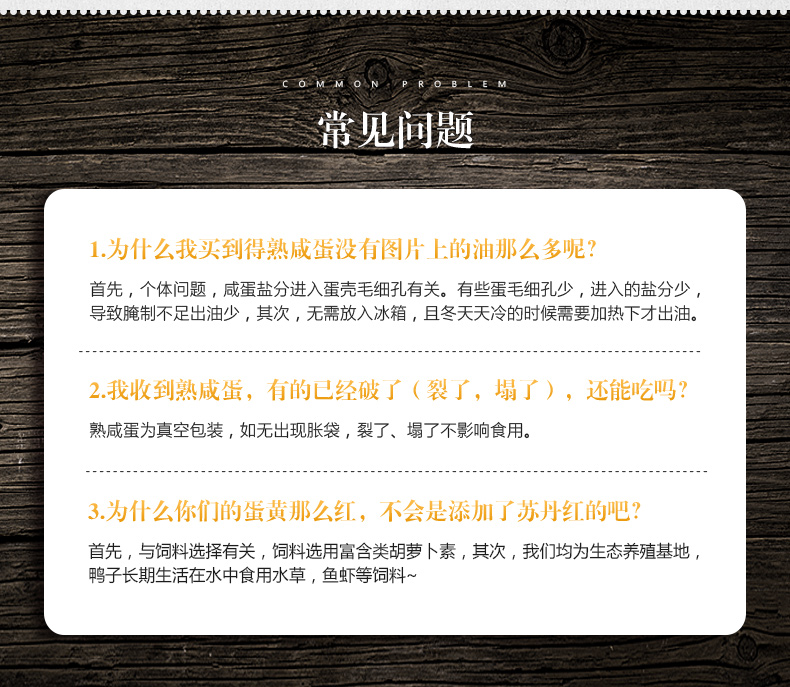 COMMON PROBLEM
常见问题
1.为什么我买到得熟咸蛋没有图片上的油那么多呢?
首先，个体问题，咸蛋盐分进入蛋壳毛细孔有关。有些蛋毛细孔少，进入的盐分少，
导致腌制不足出油少，其次，无需放入冰箱，且冬天天冷的时候需要加热下才出油。
2.我收到熟咸蛋，有的已经破了（裂了，塌了），还能吃吗?
熟咸蛋为真空包装，如无出现胀袋，裂了、塌了不影响食用。
3.为什么你们的蛋黄那么红，不会是添加了苏丹红的吧?
首先，与饲料选择有关，饲料选用富含类胡萝卜素，其次，我们均为生态养殖基地，
鸭子长期生活在水中食用水草，鱼虾等饲料~